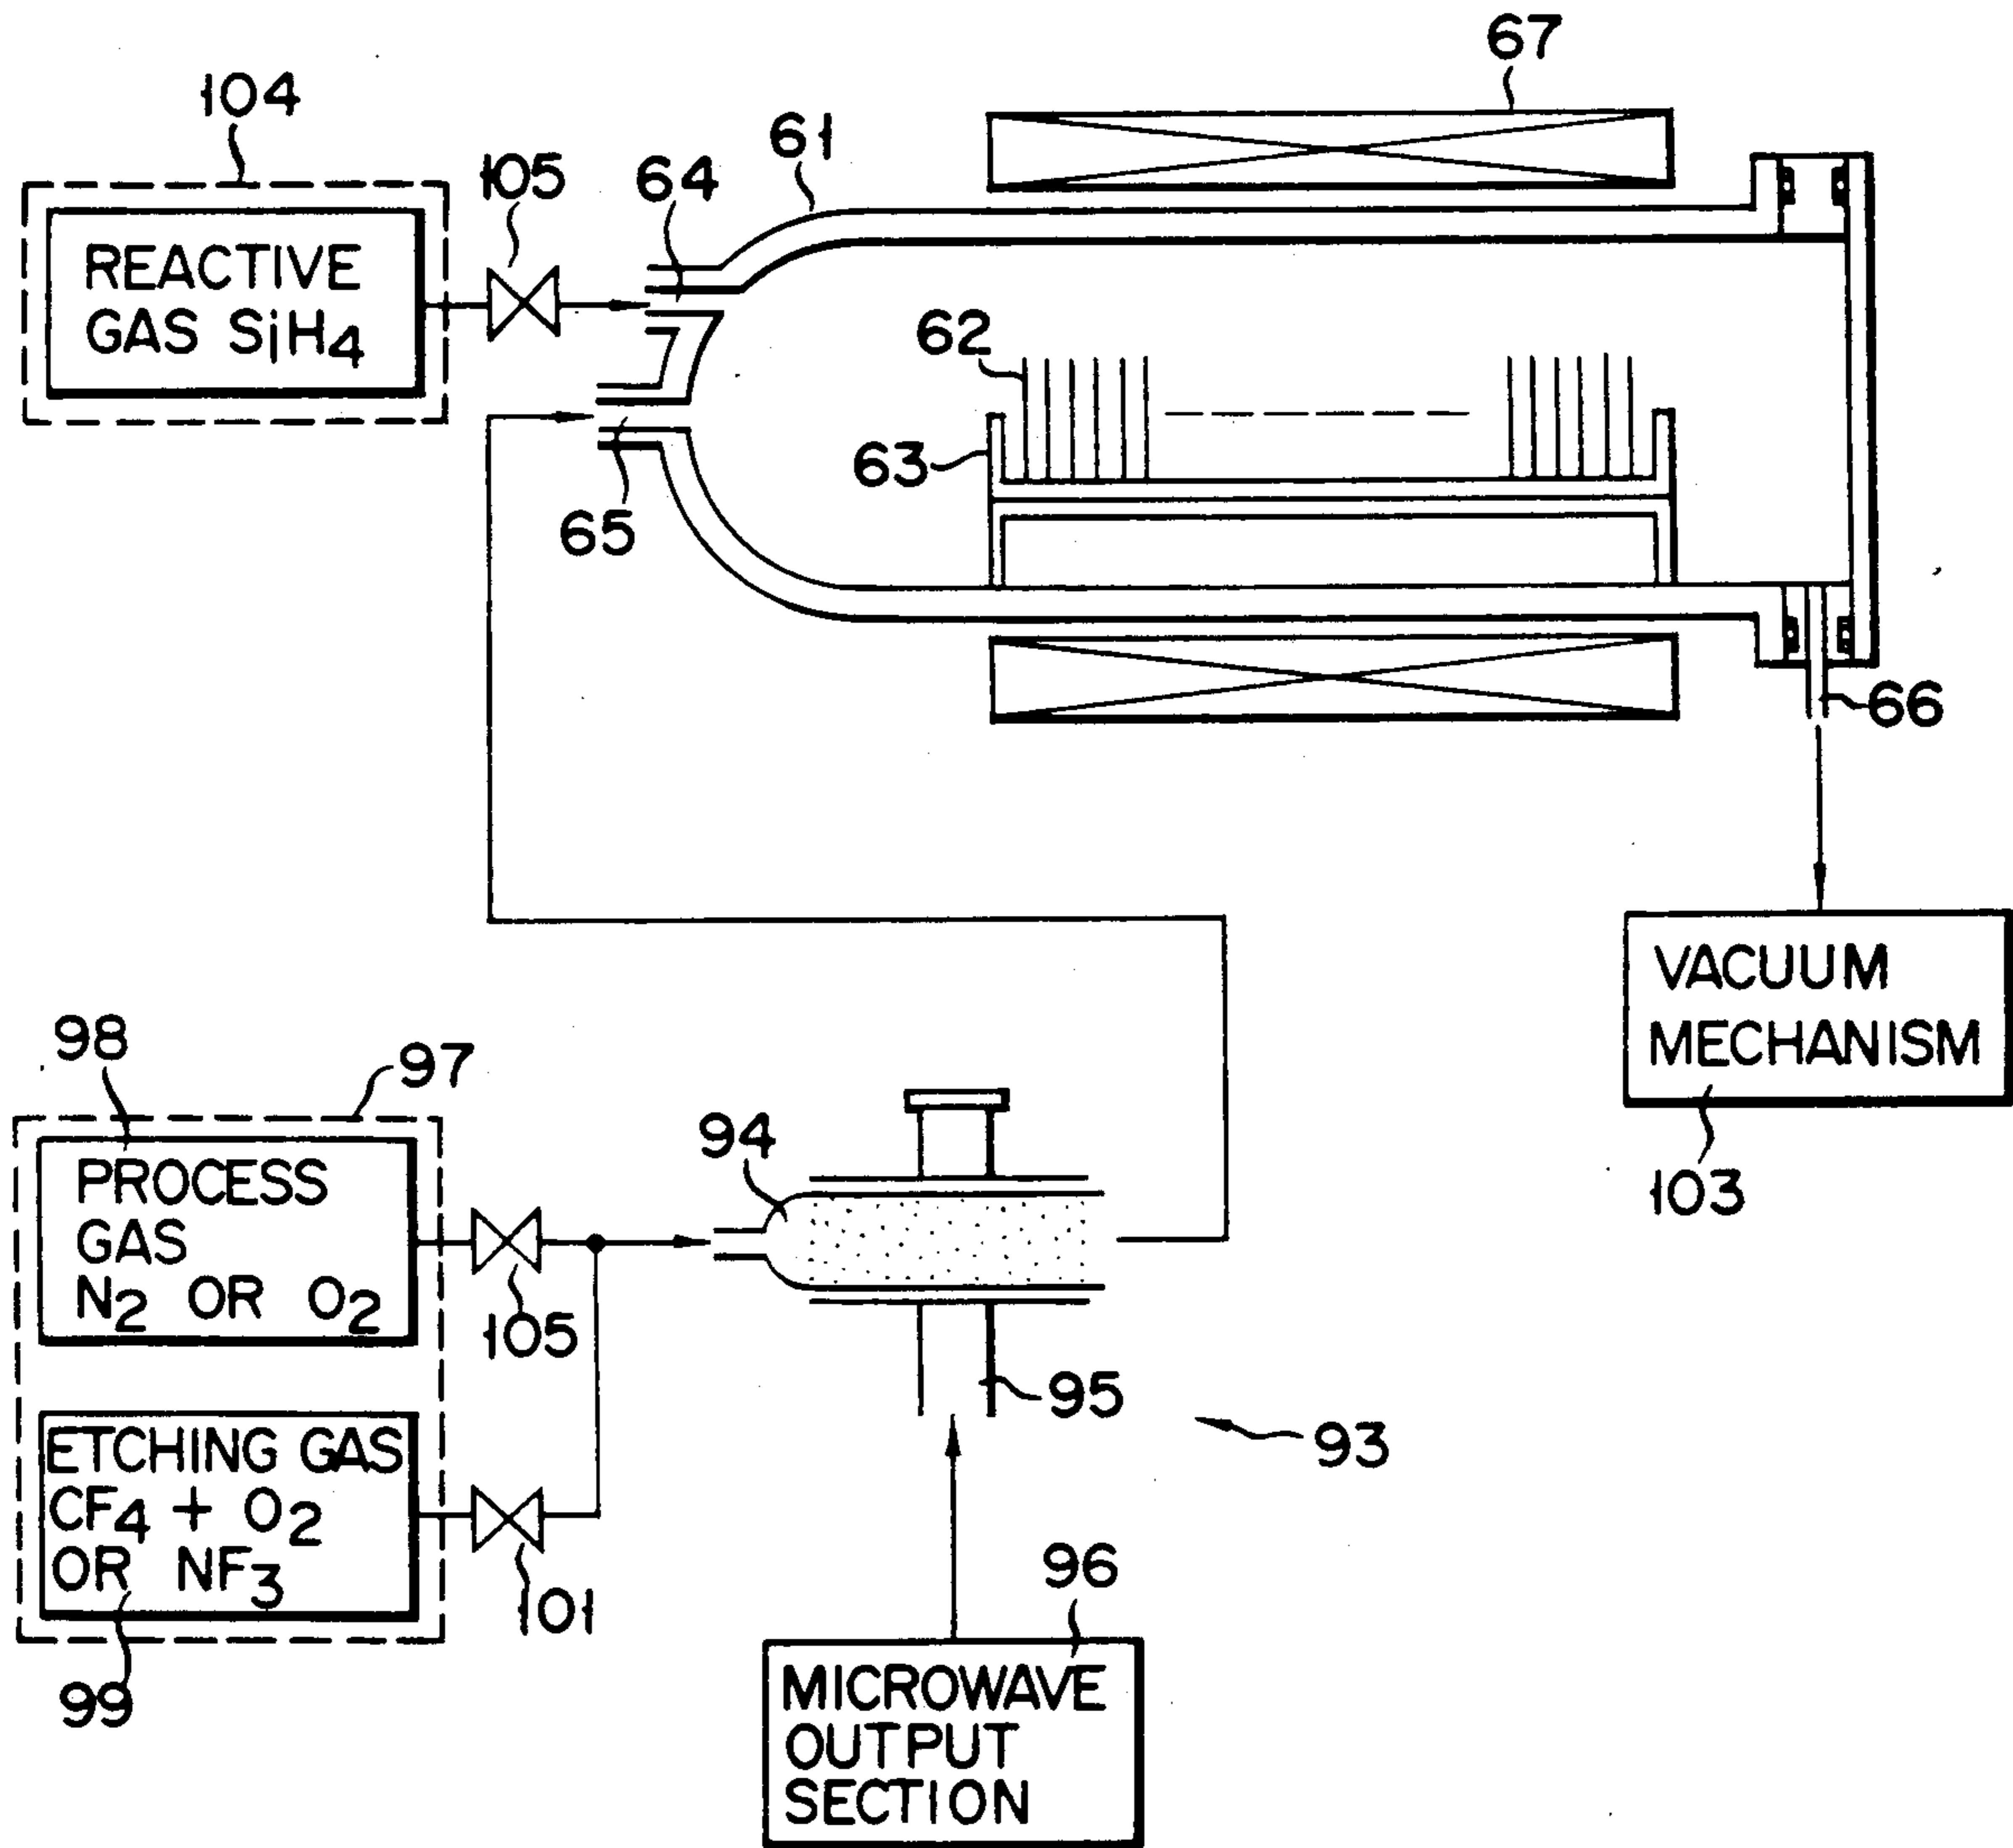 67
104
61
105
64
REACTIVE
GAS SiH4
62
63
65
66
VACUUM
MECHANISM
103
98
97
94
PROCESS
GAS
N2 OR O2
105
95
93
ETCHING GAS
CF4 + O2
OR NF3
101
99
96
MICROWAVE
OUTPUT
SECTION